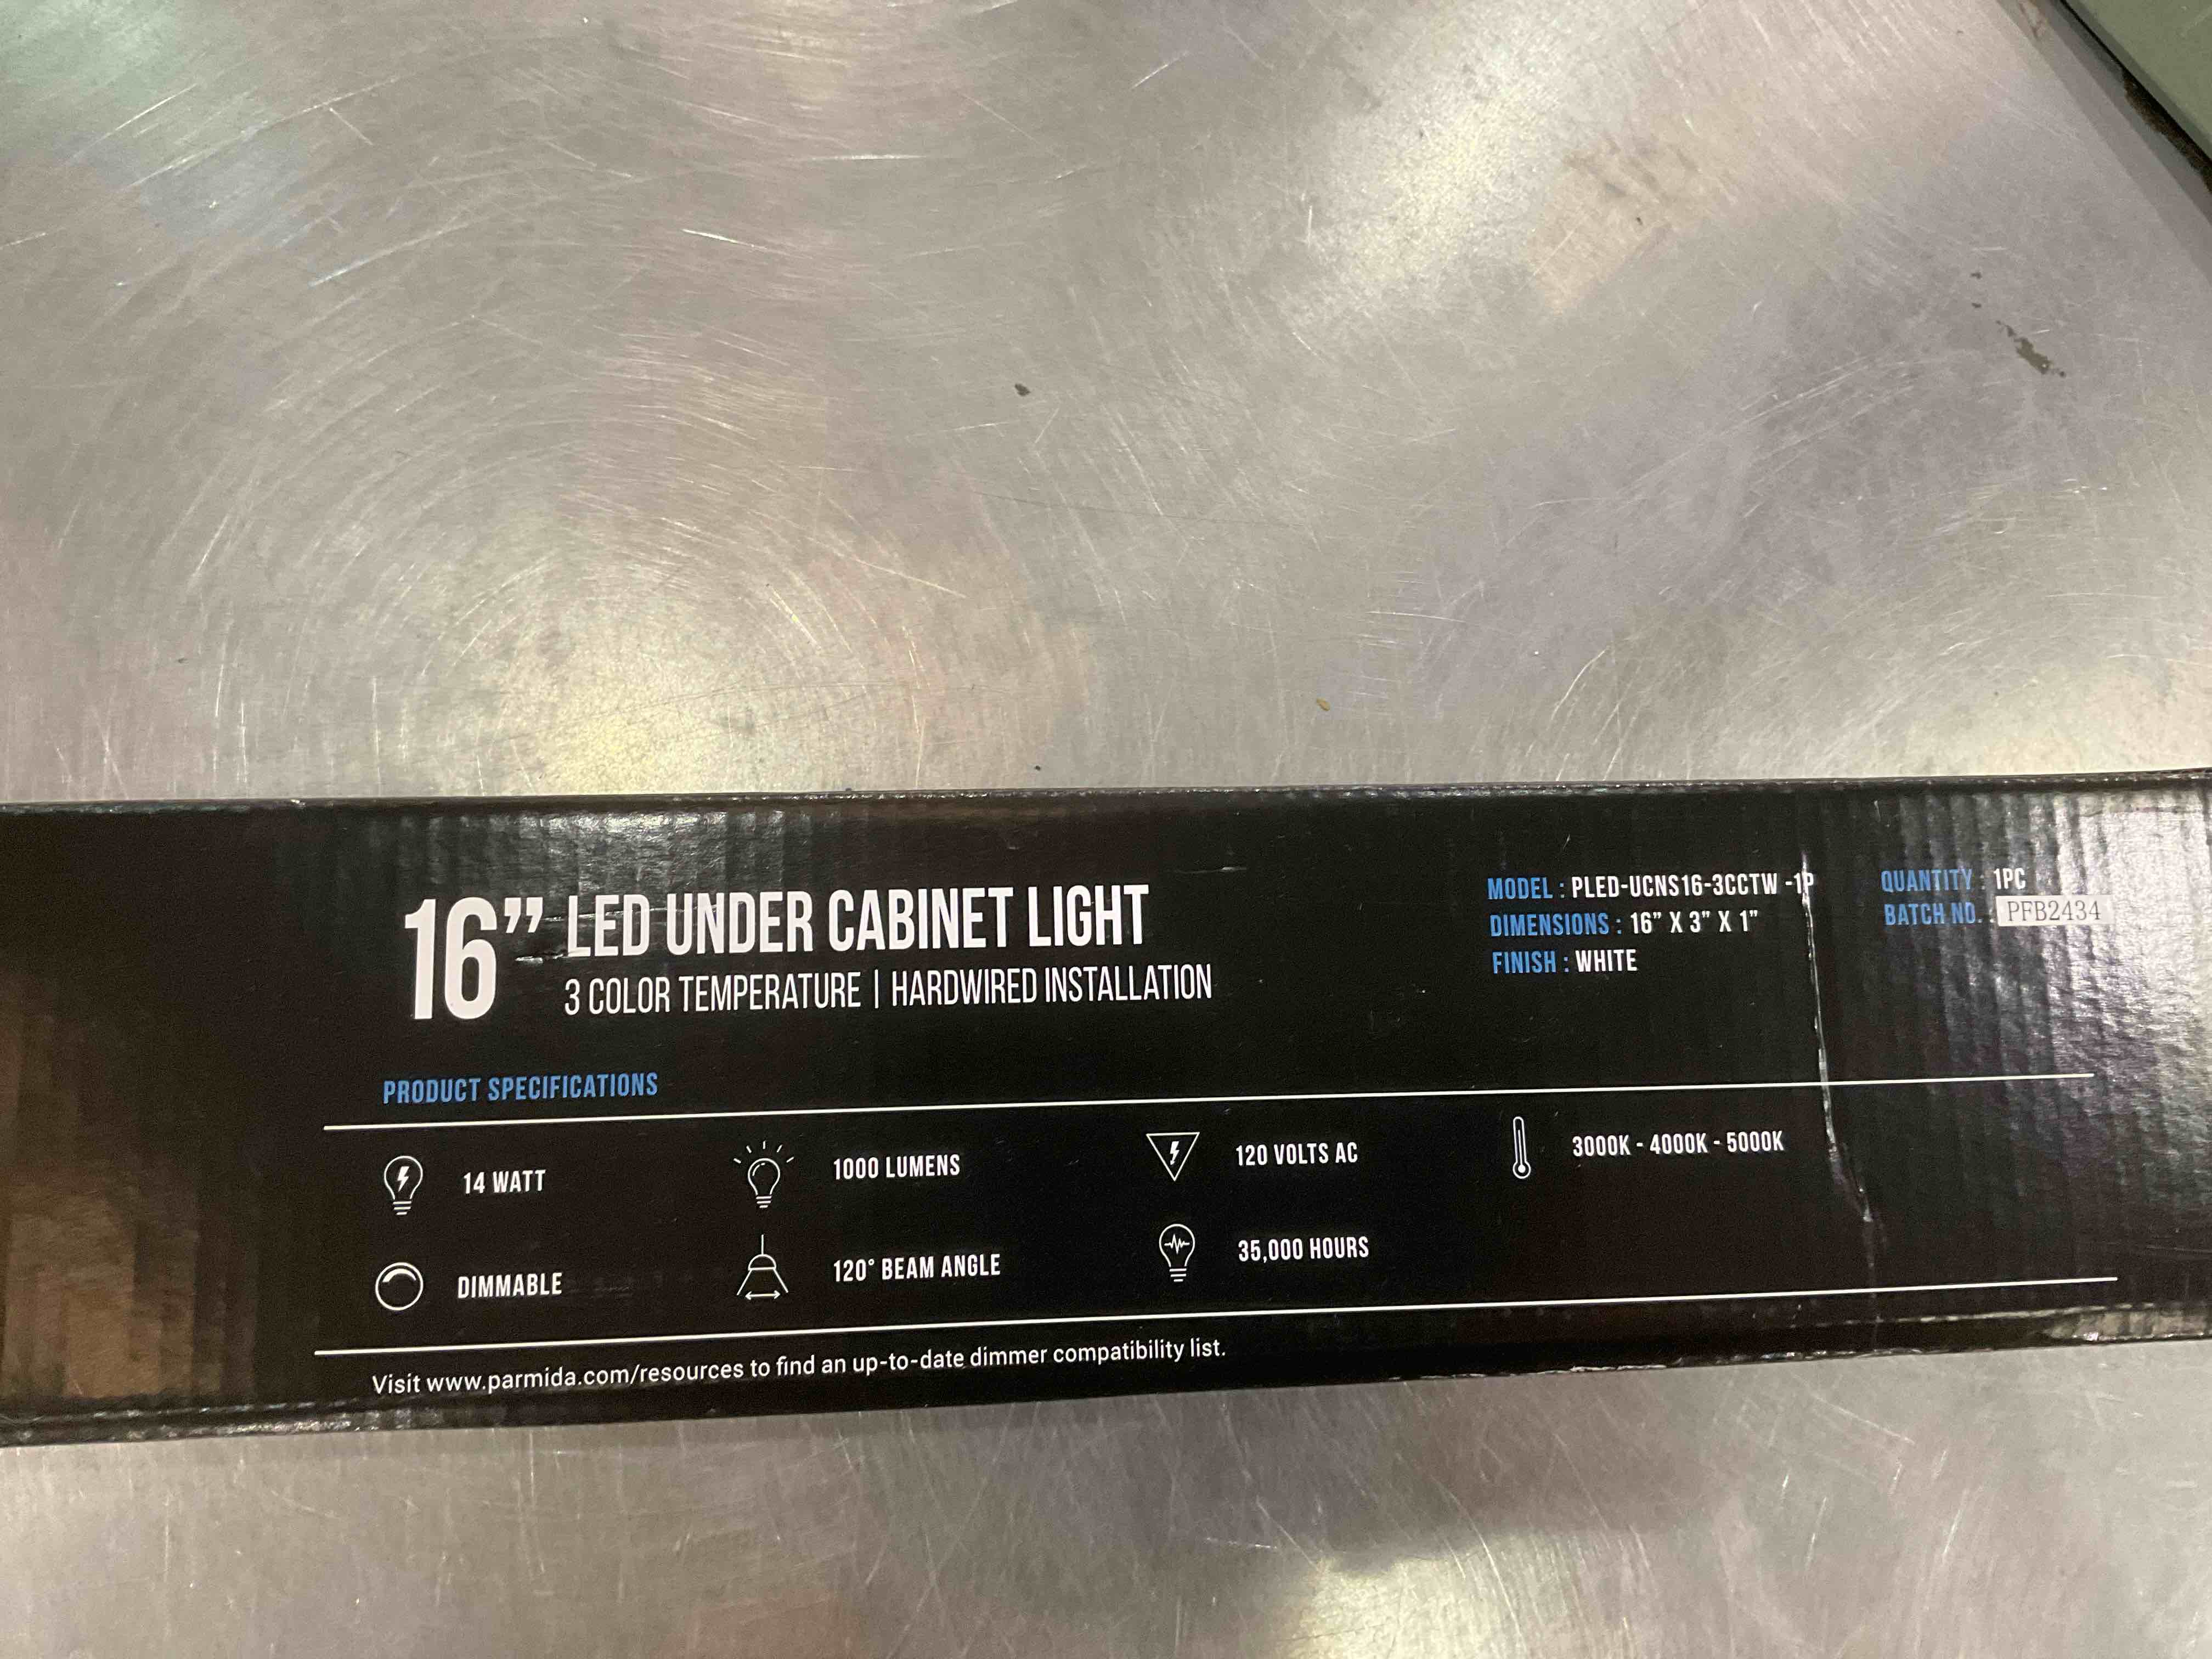 16” LED UNDER CABINET LIGHT
3 COLOR TEMPERATURE | HARDWIRED INSTALLATION
MODEL : PLED-UCNS16-3CCTW -1P
DIMENSIONS : 16” X 3” X 1”
FINISH : WHITE
QUANTITY : 1PC
BATCH NO. : PFB2434
PRODUCT SPECIFICATIONS
14 WATT
1000 LUMENS
120 VOLTS AC
3000K - 4000K - 5000K
DIMMABLE
120° BEAM ANGLE
35,000 HOURS
Visit www.parmida.com/resources to find an up-to-date dimmer compatibility list.